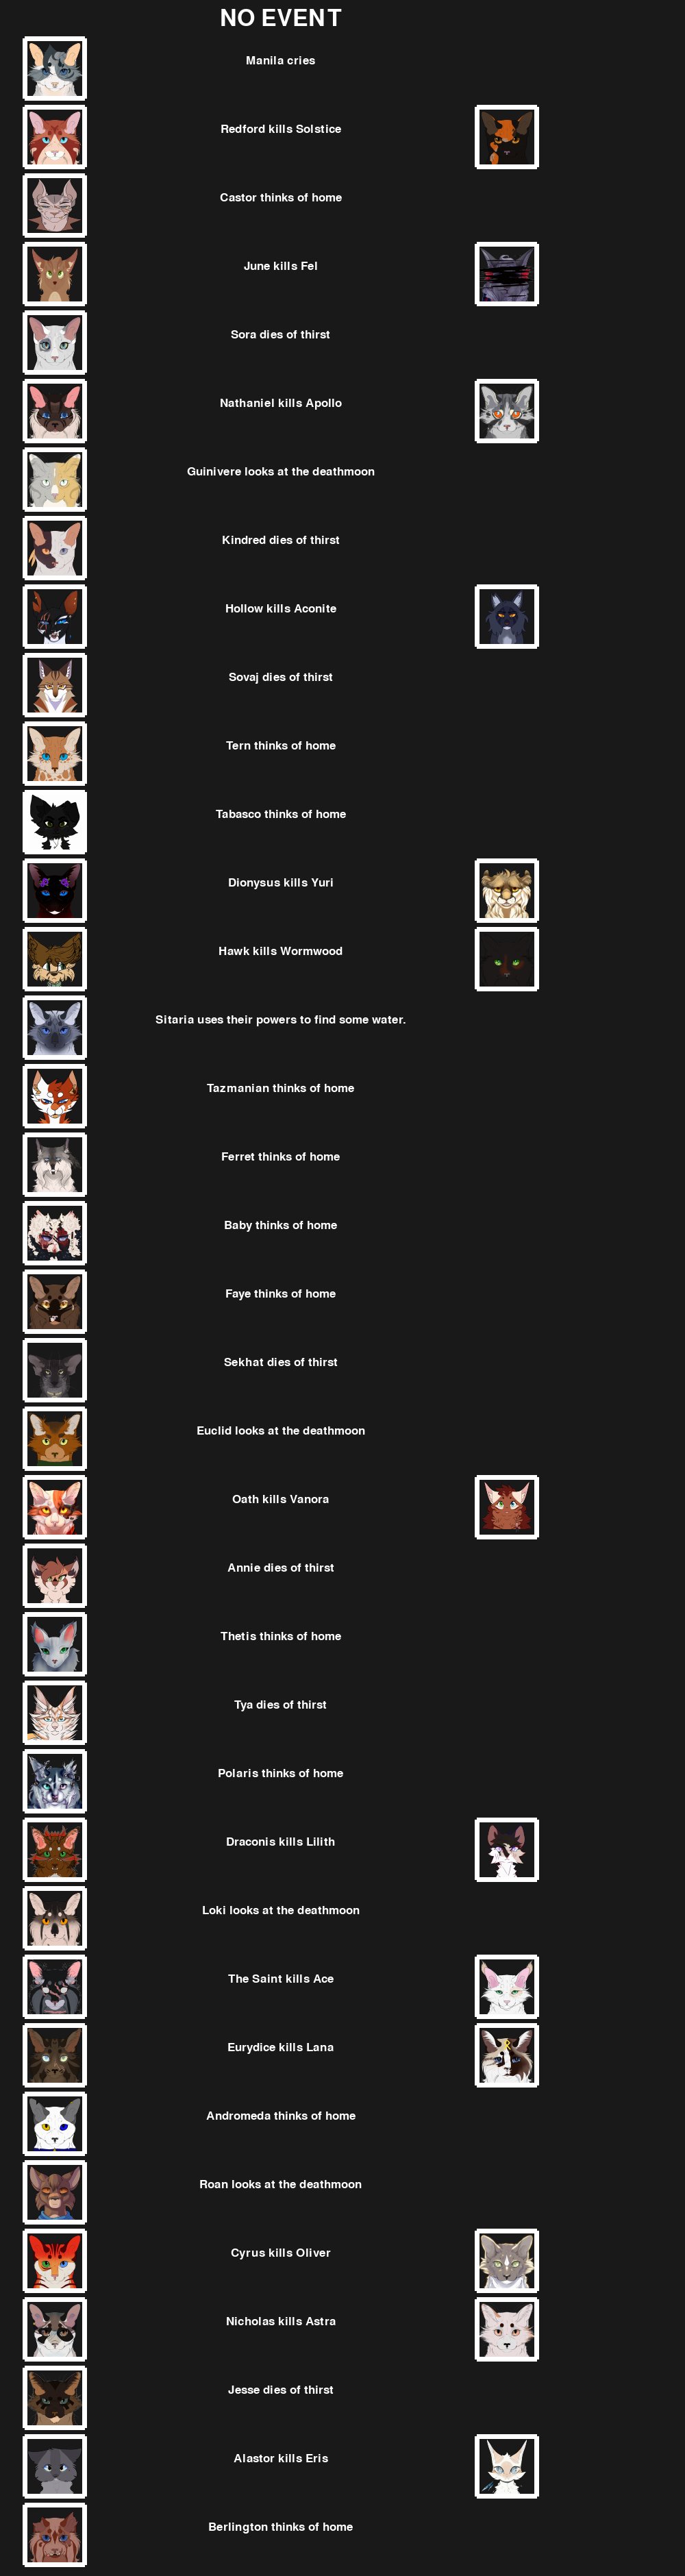 NO EVENT
Manila cries
Redford kills Solstice
Castor thinks of home
June kills Fel
Sora dies of thirst
Nathaniel kills Apollo
Guinivere looks at the deathmoon
Kindred dies of thirst
Hollow kills Aconite
Sovaj dies of thirst
Tern thinks of home
Tabasco thinks of home
Dionysus kills Yuri
Hawk kills Wormwood
Sitaria uses their powers to find some water.
Tazmanian thinks of home
Ferret thinks of home
Baby thinks of home
Faye thinks of home
Sekhat dies of thirst
Euclid looks at the deathmoon
Oath kills Vanora
Annie dies of thirst
Thetis thinks of home
Tya dies of thirst
Polaris thinks of home
Draconis kills Lilith
Loki looks at the deathmoon
The Saint kills Ace
Eurydice kills Lana
Andromeda thinks of home
Roan looks at the deathmoon
Cyrus kills Oliver
Nicholas kills Astra
Jesse dies of thirst
Alastor kills Eris
Berlington thinks of home